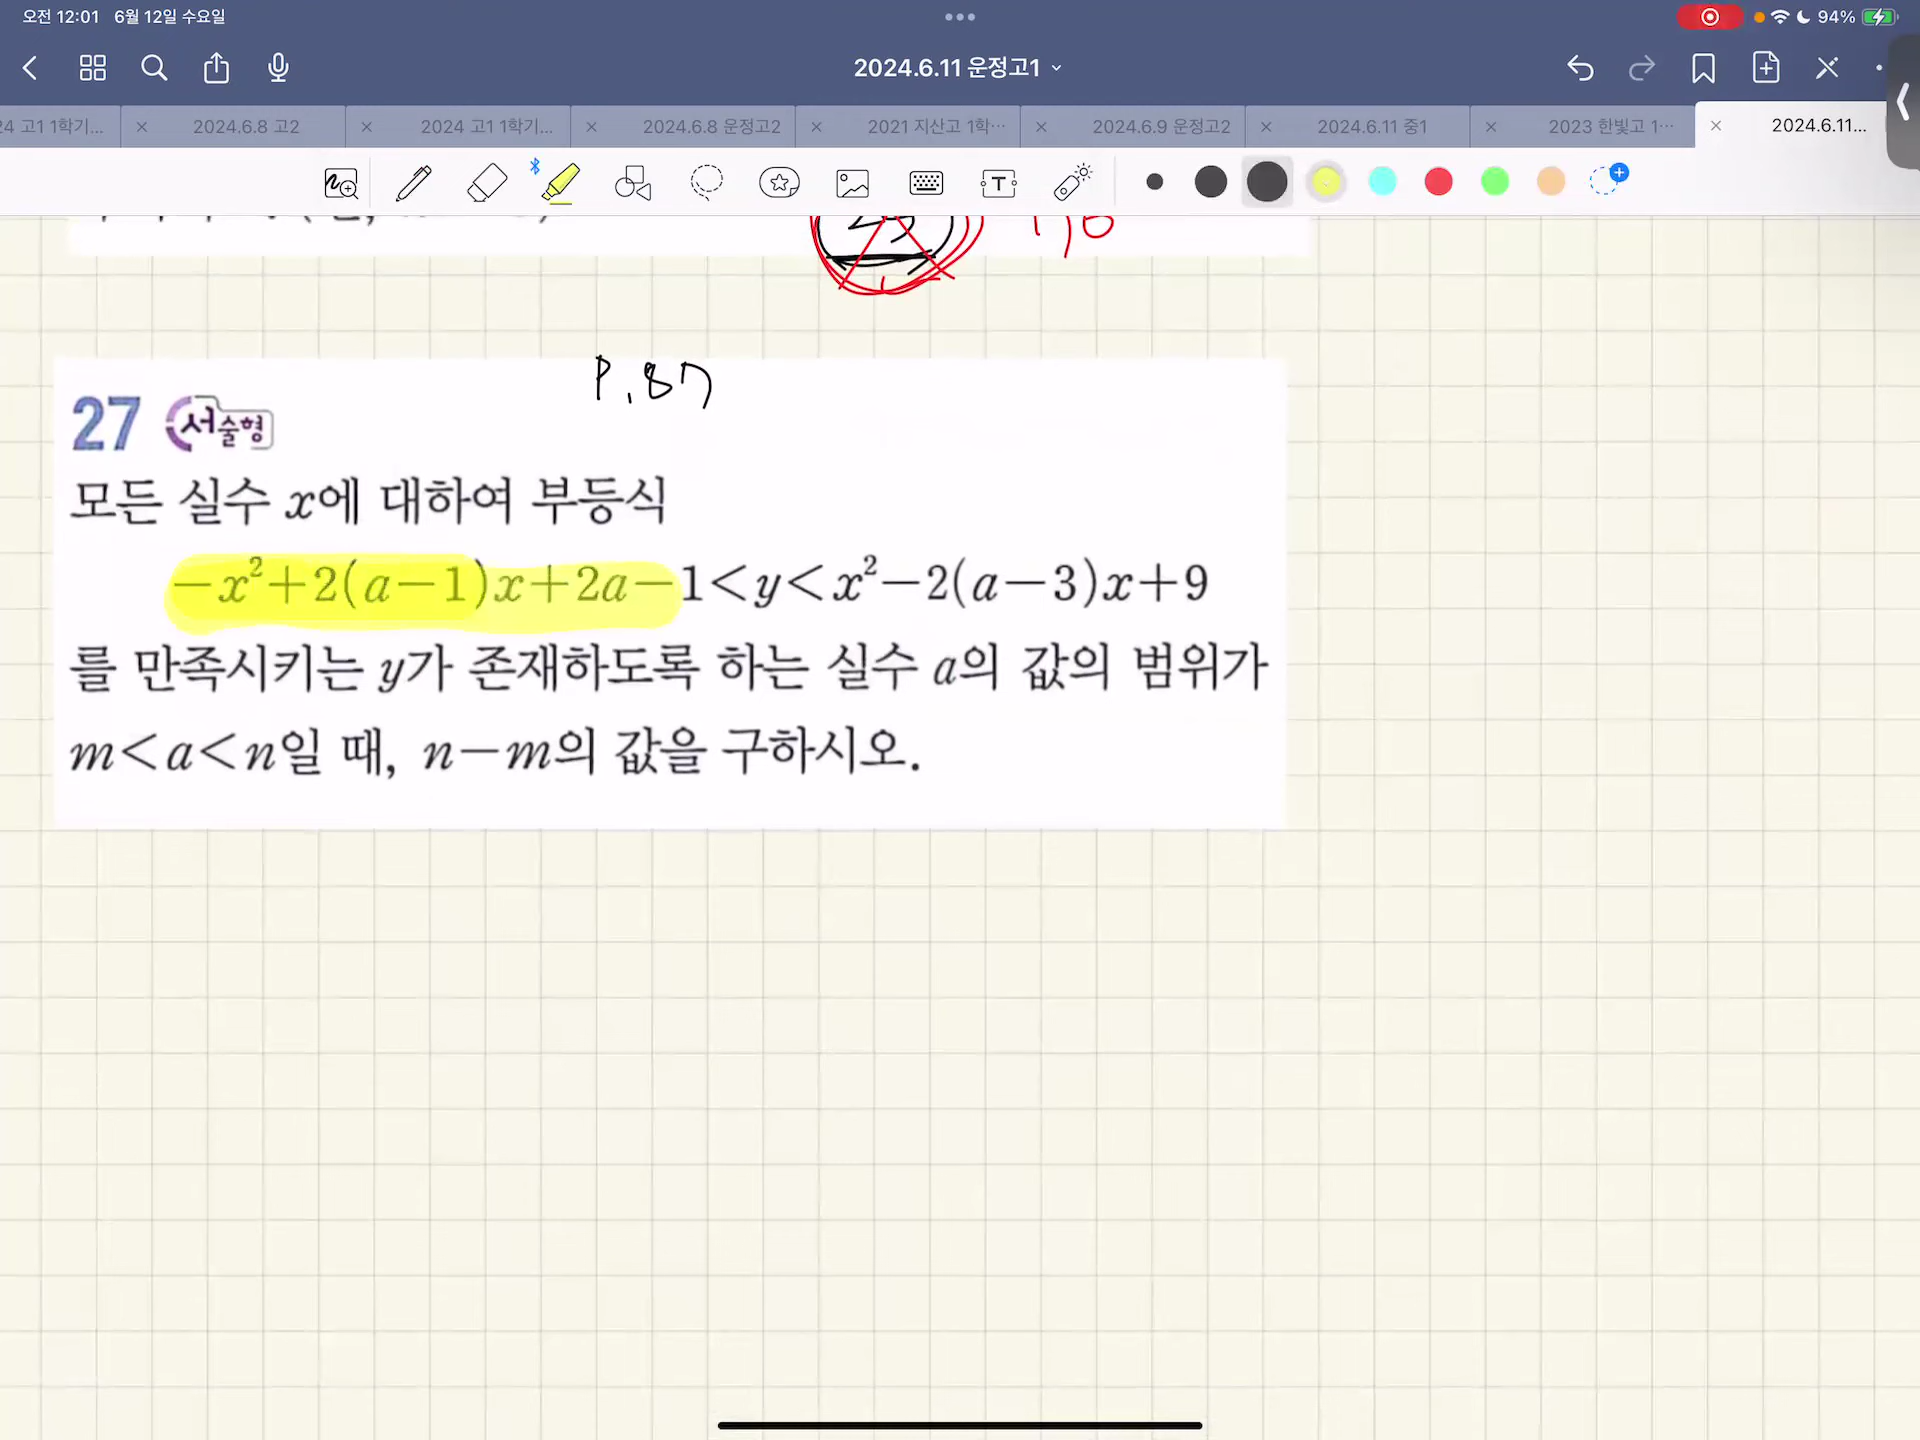 오전 12:01 6월 12일 수요일
94%
2024.6.11 운정고1
24 고1 1학기...
2024.6.8 고2
2024 고1 1학기...
2024.6.8 운정고2
2021 지산고 1학...
2024.6.9 운정고2
2024.6.11 중1
2023 한빛고 1...
2024.6.11...
T
P.87
27 서술형
모든 실수 x에 대하여 부등식
−x²+2(a−1)x+2a−1<y<x²−2(a−3)x+9
를 만족시키는 y가 존재하도록 하는 실수 a의 값의 범위가
m<a<n일 때, n−m의 값을 구하시오.